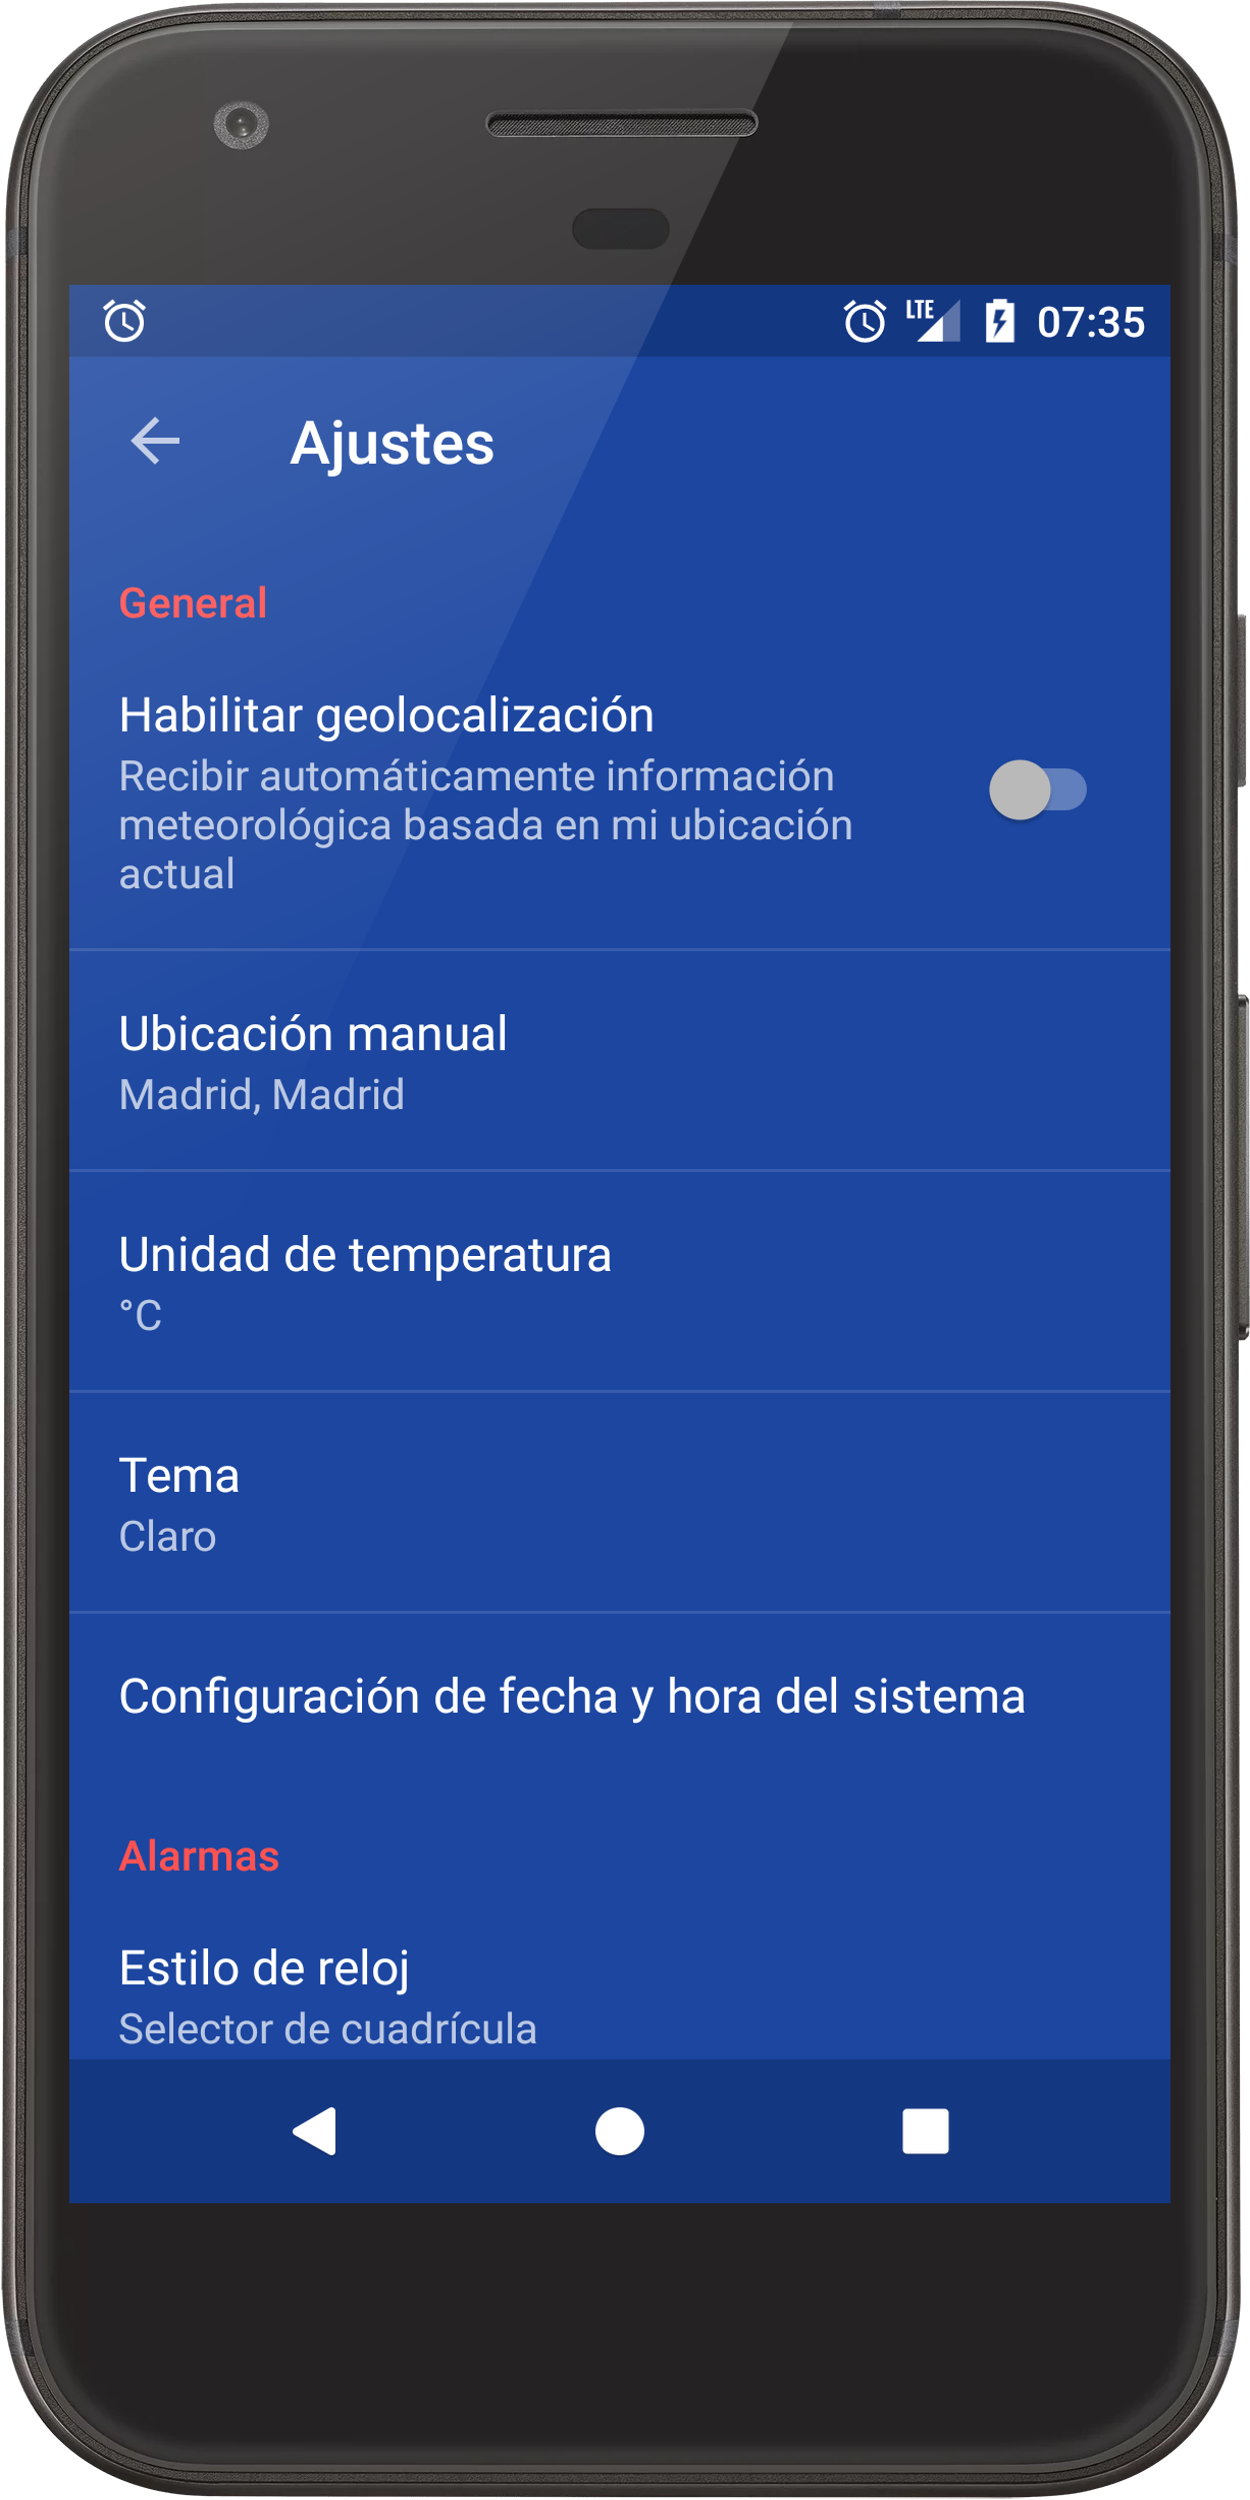 LTE 07:35
Ajustes
General
Habilitar geolocalización
Recibir automáticamente información
meteorológica basada en mi ubicación
actual
Ubicación manual
Madrid, Madrid
Unidad de temperatura
°C
Tema
Claro
Configuración de fecha y hora del sistema
Alarmas
Estilo de reloj
Selector de cuadrícula